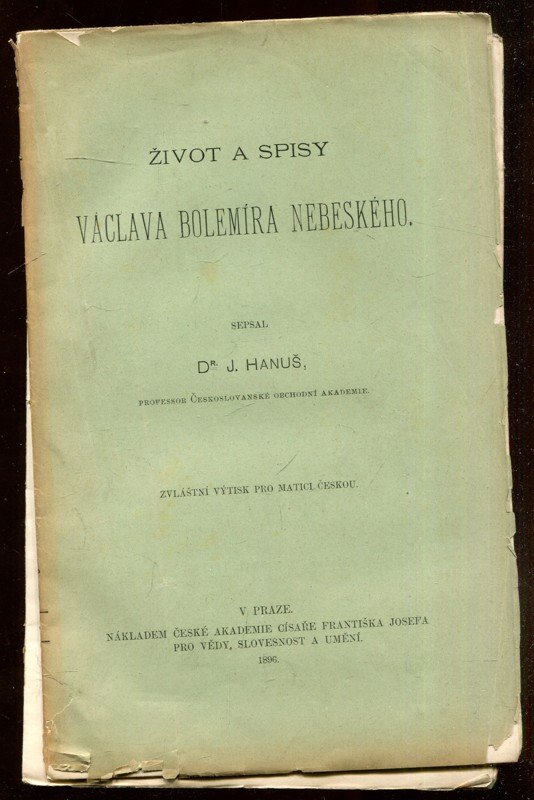 ŽIVOT A SPISY
VÁCLAVA BOLEMÍRA NEBESKÉHO.
SEPSAL
DR. J. HANUŠ,
PROFESSOR ČESKOSLOVANSKÉ OBCHODNÍ AKADEMIE.
ZVLÁŠTNÍ VÝTISK PRO MATICI ČESKOU.
V PRAZE.
NÁKLADEM ČESKÉ AKADEMIE CÍSAŘE FRANTIŠKA JOSEFA
PRO VĚDY, SLOVESNOST A UMĚNÍ.
1896.